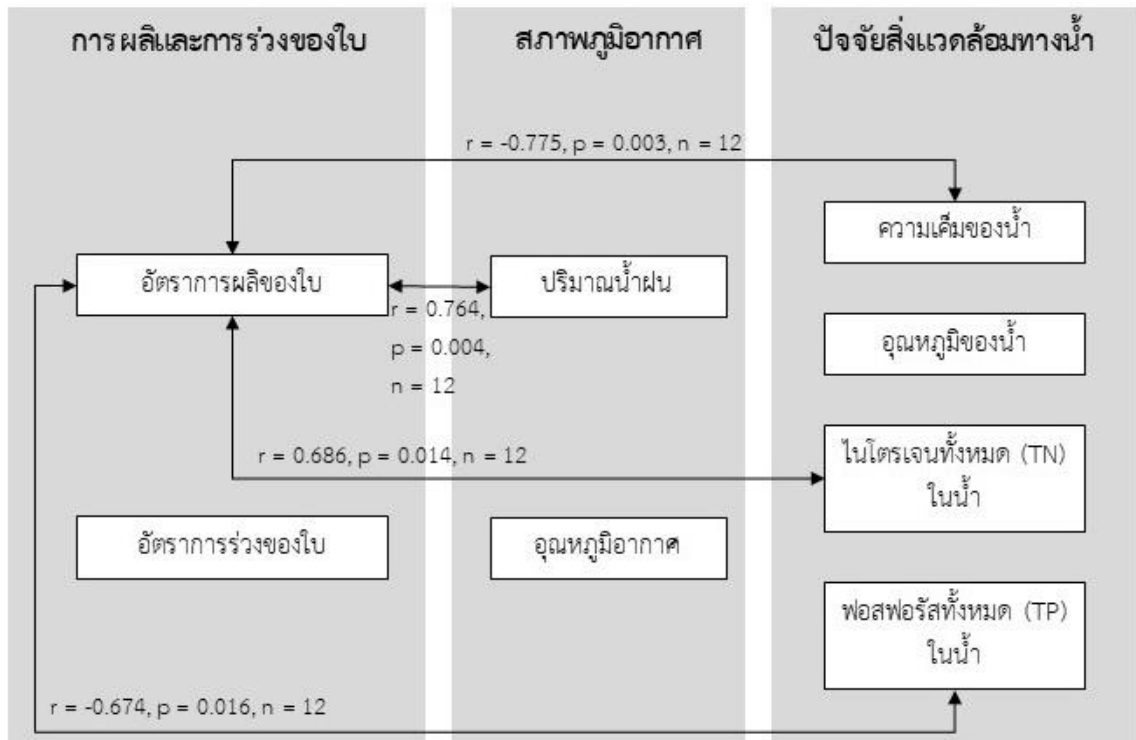 การผลิและการร่วงของใบ
สภาพภูมิอากาศ
ปัจจัยสิ่งแวดล้อมทางน้ำ
r = -0.775, p = 0.003, n = 12
ความเค็มของน้ำ
อัตราการผลิของใบ
ปริมาณน้ำฝน
r = 0.764,
p = 0.004,
n = 12
อุณหภูมิของน้ำ
r = 0.686, p = 0.014, n = 12
ไนโตรเจนทั้งหมด (TN)
ในน้ำ
อัตราการร่วงของใบ
อุณหภูมิอากาศ
ฟอสฟอรัสทั้งหมด (TP)
ในน้ำ
r = -0.674, p = 0.016, n = 12